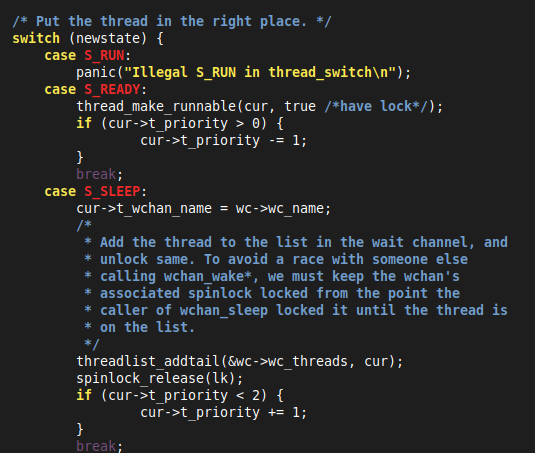 /* Put the thread in the right place. */
switch (newstate) {
    case S_RUN:
        panic("Illegal S_RUN in thread_switch\n");
    case S_READY:
        thread_make_runnable(cur, true /*have lock*/);
        if (cur->t_priority > 0) {
                cur->t_priority -= 1;
        }
        break;
    case S_SLEEP:
        cur->t_wchan_name = wc->wc_name;
        /*
         * Add the thread to the list in the wait channel, and
         * unlock same. To avoid a race with someone else
         * calling wchan_wake*, we must keep the wchan's
         * associated spinlock locked from the point the
         * caller of wchan_sleep locked it until the thread is
         * on the list.
         */
        threadlist_addtail(&wc->wc_threads, cur);
        spinlock_release(lk);
        if (cur->t_priority < 2) {
                cur->t_priority += 1;
        }
        break;